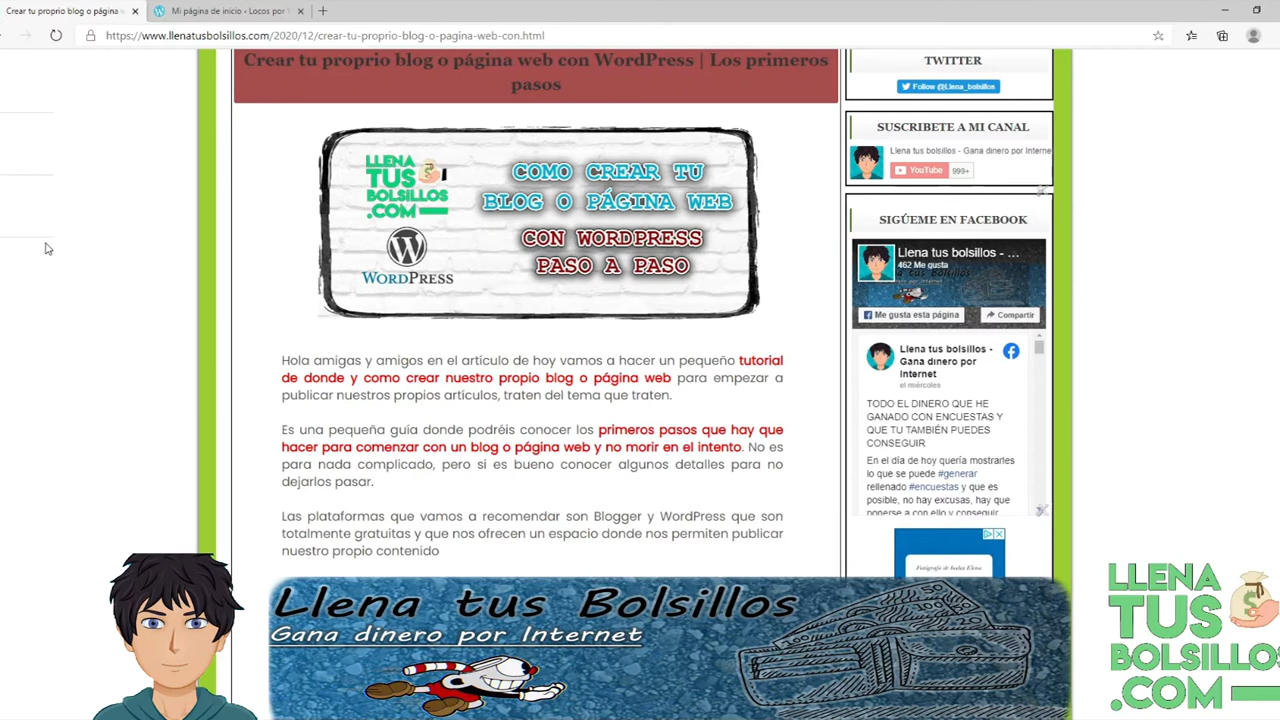 Crear tu proprio blog o página w
Mi página de inicio ‹ Locos por T
https://www.llenatusbolsillos.com/2020/12/crear-tu-proprio-blog-o-pagina-web-con.html
Crear tu proprio blog o página web con WordPress | Los primeros
pasos
LLENA
TUS
BOLSILLOS
.COM
WORDPRESS
COMO CREAR TU
BLOG O PÁGINA WEB
CON WORDPRESS
PASO A PASO
Hola amigas y amigos en el artículo de hoy vamos a hacer un pequeño tutorial
de donde y como crear nuestro propio blog o página web para empezar a
publicar nuestros propios artículos, traten del tema que traten.
Es una pequeña guía donde podréis conocer los primeros pasos que hay que
hacer para comenzar con un blog o página web y no morir en el intento. No es
para nada complicado, pero sí es bueno conocer algunos detalles para no
dejarlos pasar.
Las plataformas que vamos a recomendar son Blogger y WordPress que son
totalmente gratuitas y que nos ofrecen un espacio donde nos permiten publicar
nuestro propio contenido
TWITTER
Follow @Llena_bolsillos
SUSCRIBETE A MI CANAL
Llena tus bolsillos - Gana dinero por Interne
YouTube 999+
SIGÚEME EN FACEBOOK
Llena tus bolsillos - ...
462 Me gusta
Me gusta esta página
Compartir
Llena tus bolsillos -
Gana dinero por
Internet
el miércoles
TODO EL DINERO QUE HE
GANADO CON ENCUESTAS Y
QUE TU TAMBIÉN PUEDES
CONSEGUIR
En el día de hoy quería mostrarles
lo que se puede #generar
rellenado #encuestas y que es
posible, no hay excusas, hay que
ponerse a con ello y conseguir
Llena tus Bolsillos
Gana dinero por Internet
LLENA
TUS
BOLSILLOS
.COM